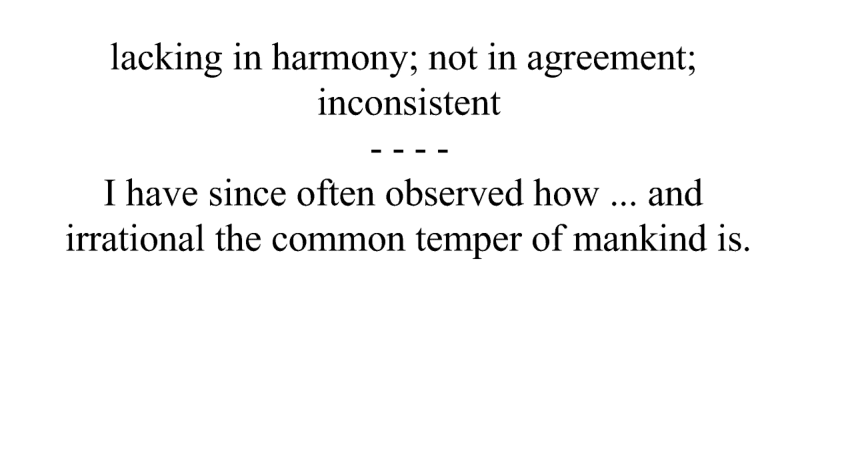 lacking in harmony; not in agreement;
inconsistent
- - - -
I have since often observed how ... and
irrational the common temper of mankind is.